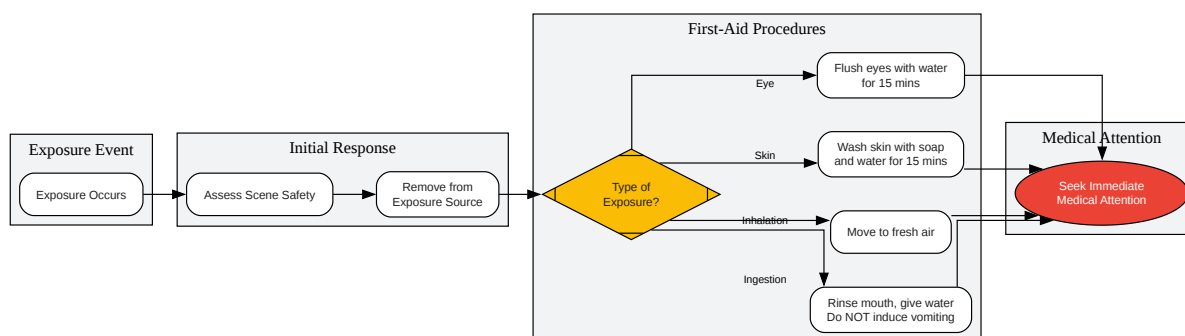 First-Aid Procedures
Flush eyes with water
for 15 mins
Eye
Exposure Event
Initial Response
Medical Attention
Skin
Wash skin with soap
and water for 15 mins
Exposure Occurs
Assess Scene Safety
Remove from
Exposure Source
Type of
Exposure?
Seek Immediate
Medical Attention
Inhalation
Move to fresh air
Ingestion
Rinse mouth, give water
Do NOT induce vomiting